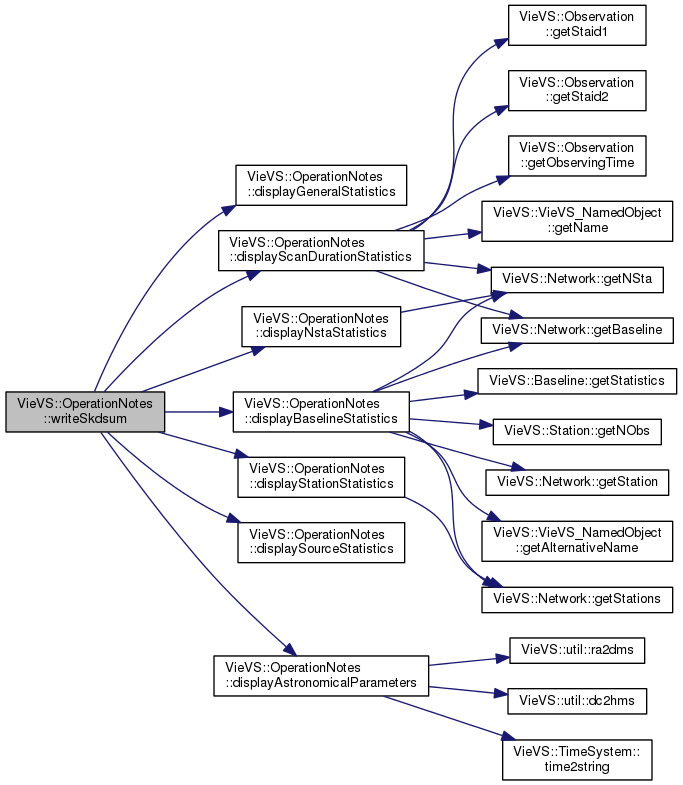 VieVS::OperationNotes
::writeSkdsum
VieVS::OperationNotes
::displayGeneralStatistics
VieVS::OperationNotes
::displayScanDurationStatistics
VieVS::OperationNotes
::displayNstaStatistics
VieVS::OperationNotes
::displayBaselineStatistics
VieVS::OperationNotes
::displayStationStatistics
VieVS::OperationNotes
::displaySourceStatistics
VieVS::OperationNotes
::displayAstronomicalParameters
VieVS::Observation
::getStaid1
VieVS::Observation
::getStaid2
VieVS::Observation
::getObservingTime
VieVS::VieVS_NamedObject
::getName
VieVS::Network::getNSta
VieVS::Network::getBaseline
VieVS::Baseline::getStatistics
VieVS::Station::getNObs
VieVS::Network::getStation
VieVS::VieVS_NamedObject
::getAlternativeName
VieVS::Network::getStations
VieVS::util::ra2dms
VieVS::util::dc2hms
VieVS::TimeSystem::
time2string